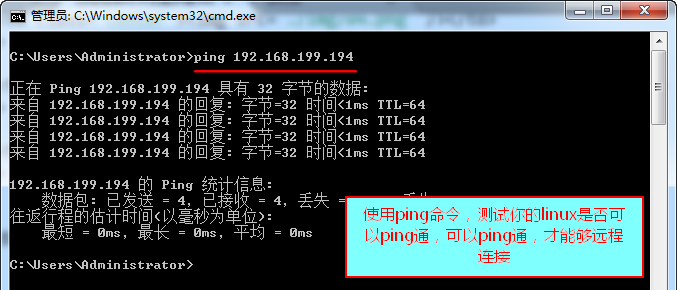 管理员: C:\Windows\system32\cmd.exe
C:\Users\Administrator>ping 192.168.199.194
正在 Ping 192.168.199.194 具有 32 字节的数据:
来自 192.168.199.194 的回复: 字节=32 时间<1ms TTL=64
来自 192.168.199.194 的回复: 字节=32 时间<1ms TTL=64
来自 192.168.199.194 的回复: 字节=32 时间<1ms TTL=64
来自 192.168.199.194 的回复: 字节=32 时间<1ms TTL=64
192.168.199.194 的 Ping 统计信息:
数据包: 已发送 = 4, 已接收 = 4, 丢失 =
往返行程的估计时间(以毫秒为单位):
最短 = 0ms, 最长 = 0ms, 平均 = 0ms
C:\Users\Administrator>
使用ping命令，测试你的linux是否可
以ping通，可以ping通，才能够远程
连接